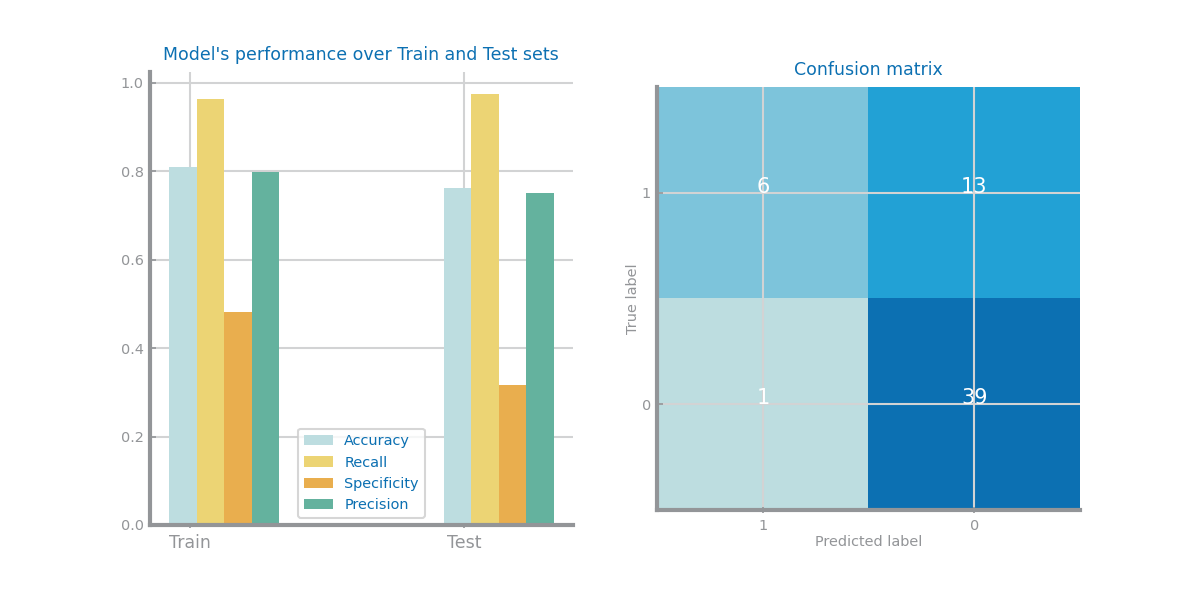 Model's performance over Train and Test sets
1.0
0.8
0.6
0.4
0.2
0.0
Accuracy
Recall
Specificity
Precision
Train Test
Confusion matrix
True label
1
0
6 13
1 39
1 0
Predicted label